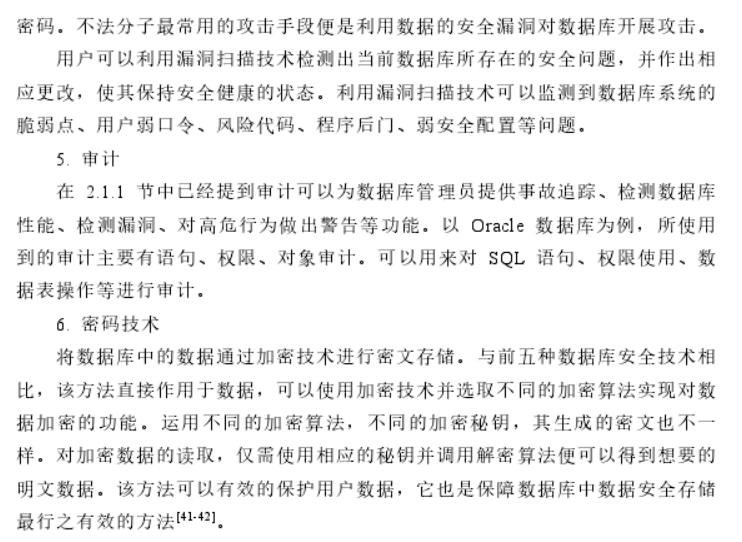 密码。不法分子最常用的攻击手段便是利用数据的安全漏洞对数据库开展攻击。
用户可以利用漏洞扫描技术检测出当前数据库所存在的安全问题，并作出相
应更改，使其保持安全健康的状态。利用漏洞扫描技术可以监测到数据库系统的
脆弱点、用户弱口令、风险代码、程序后门、弱安全配置等问题。
5. 审计
在 2.1.1 节中已经提到审计可以为数据库管理员提供事故追踪、检测数据库
性能、检测漏洞、对高危行为做出警告等功能。以 Oracle 数据库为例，所使用
到的审计主要有语句、权限、对象审计。可以用来对 SQL 语句、权限使用、数
据表操作等进行审计。
6. 密码技术
将数据库中的数据通过加密技术进行密文存储。与前五种数据库安全技术相
比，该方法直接作用于数据，可以使用加密技术并选取不同的加密算法实现对数
据加密的功能。运用不同的加密算法，不同的加密秘钥，其生成的密文也不一
样。对加密数据的读取，仅需使用相应的秘钥并调用解密算法便可以得到想要的
明文数据。该方法可以有效的保护用户数据，它也是保障数据库中数据安全存储
最行之有效的方法[41-42]。